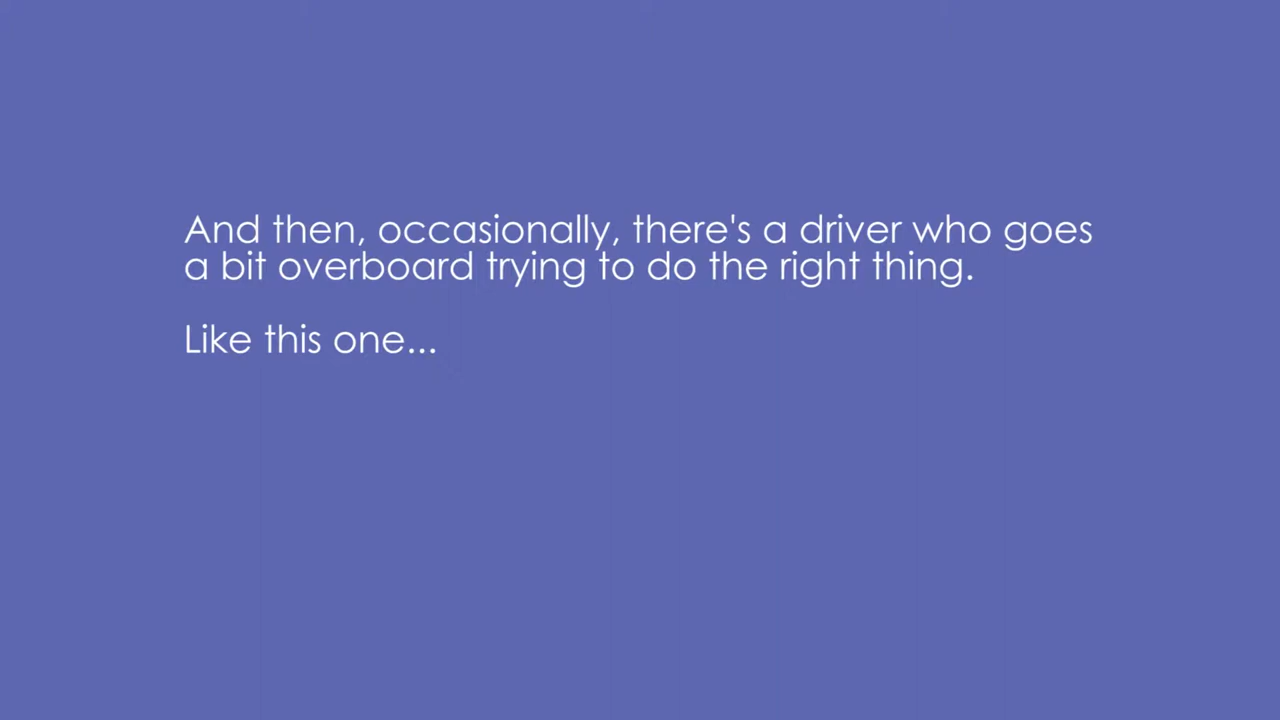 And then, occasionally, there's a driver who goes
a bit overboard trying to do the right thing.
Like this one...